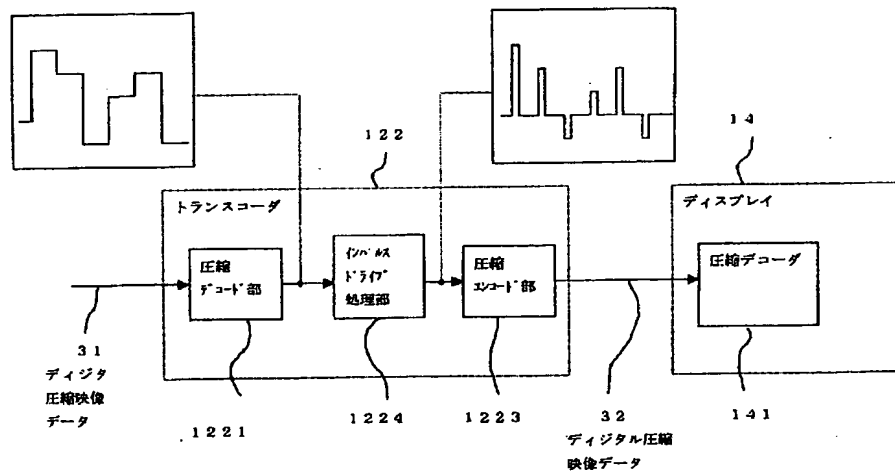 122
14
トランスコーダ
ディスプレイ
圧縮
デコード部
インパルス
ドライブ
処理部
圧縮
エンコード部
圧縮デコーダ
31
ディジタ
圧縮映像
データ
1221
1224
1223
32
ディジタル圧縮
映像データ
141